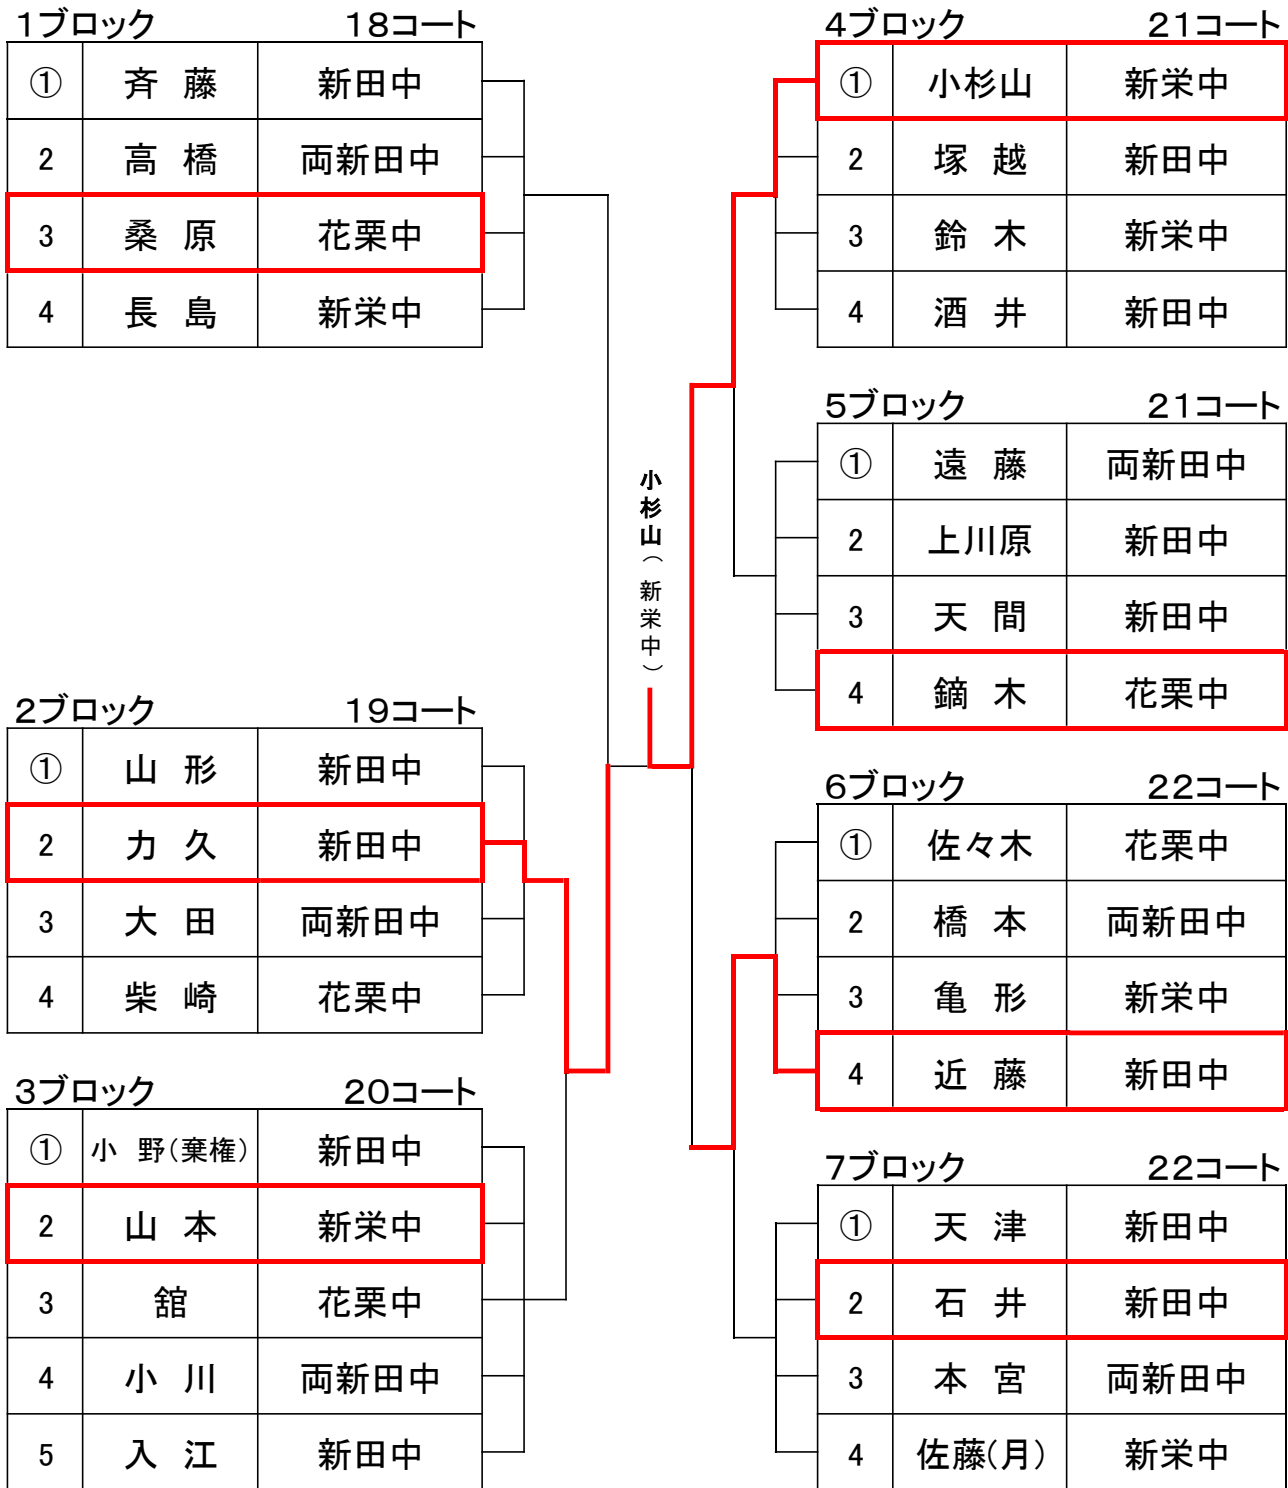 1ブロック 18コート
① 斉 藤 新田中
2 高 橋 両新田中
3 桑 原 花栗中
4 長 島 新栄中
2ブロック 19コート
① 山 形 新田中
2 力 久 新田中
3 大 田 両新田中
4 柴 崎 花栗中
3ブロック 20コート
① 小 野(棄権) 新田中
2 山 本 新栄中
3 舘 花栗中
4 小 川 両新田中
5 入 江 新田中
小杉山(新栄中)
4ブロック 21コート
① 小杉山 新栄中
2 塚 越 新田中
3 鈴 木 新栄中
4 酒 井 新田中
5ブロック 21コート
① 遠 藤 両新田中
2 上川原 新田中
3 天 間 新田中
4 鏑 木 花栗中
6ブロック 22コート
① 佐々木 花栗中
2 橋 本 両新田中
3 亀 形 新栄中
4 近 藤 新田中
7ブロック 22コート
① 天 津 新田中
2 石 井 新田中
3 本 宮 両新田中
4 佐藤(月) 新栄中